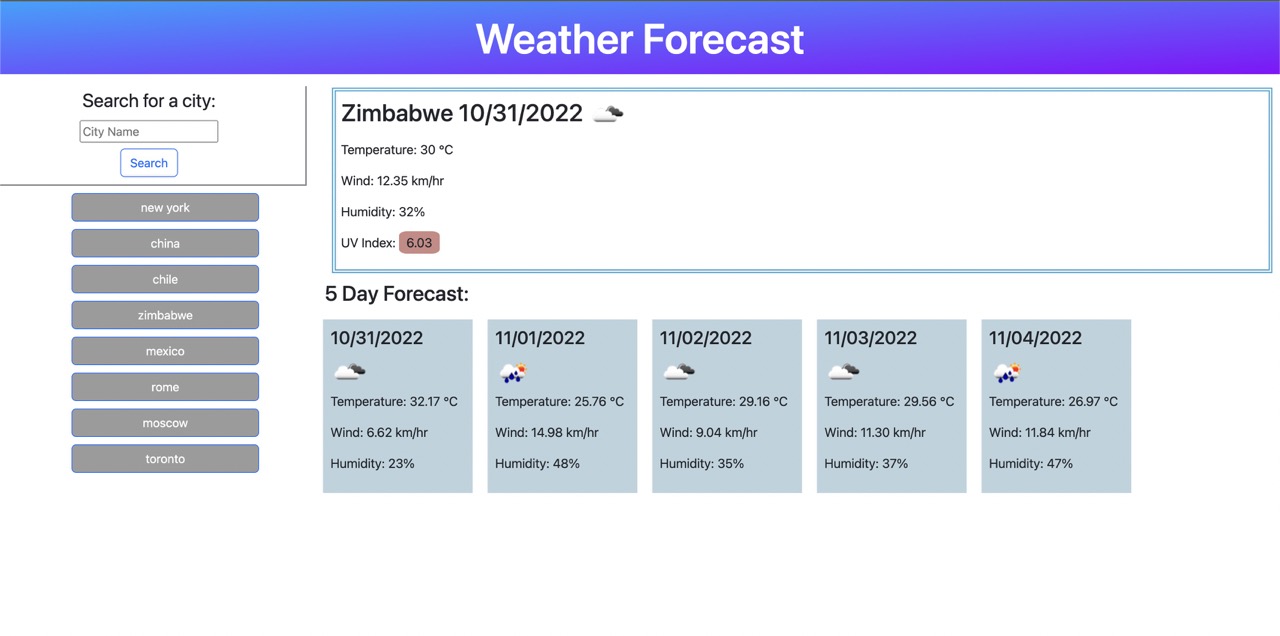 Weather Forecast
Search for a city:
City Name
Search
new york
china
chile
zimbabwe
mexico
rome
moscow
toronto
Zimbabwe 10/31/2022
Temperature: 30 °C
Wind: 12.35 km/hr
Humidity: 32%
UV Index: 6.03
5 Day Forecast:
10/31/2022
Temperature: 32.17 °C
Wind: 6.62 km/hr
Humidity: 23%
11/01/2022
Temperature: 25.76 °C
Wind: 14.98 km/hr
Humidity: 48%
11/02/2022
Temperature: 29.16 °C
Wind: 9.04 km/hr
Humidity: 35%
11/03/2022
Temperature: 29.56 °C
Wind: 11.30 km/hr
Humidity: 37%
11/04/2022
Temperature: 26.97 °C
Wind: 11.84 km/hr
Humidity: 47%